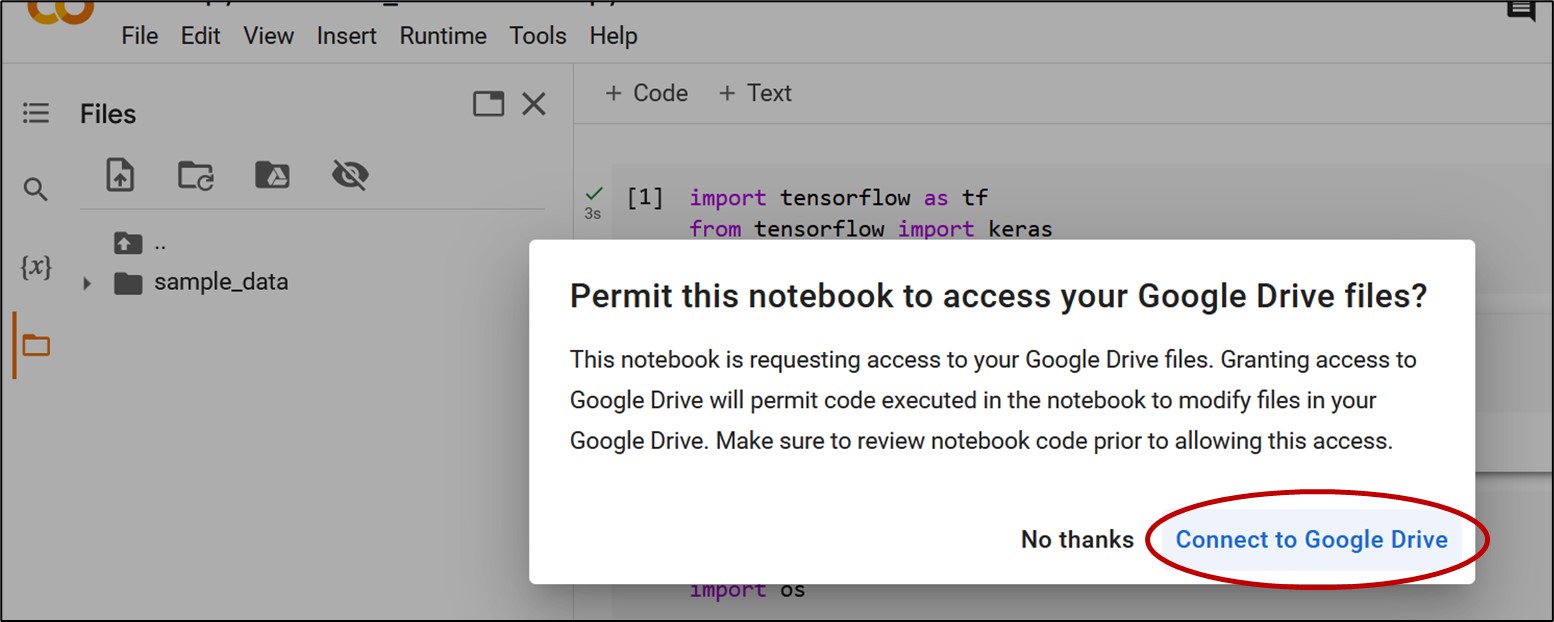 File Edit View Insert Runtime Tools Help
Files
+ Code + Text
[1] import tensorflow as tf
3s
from tensorflow import keras
..
{x}
sample_data
Permit this notebook to access your Google Drive files?
This notebook is requesting access to your Google Drive files. Granting access to
Google Drive will permit code executed in the notebook to modify files in your
Google Drive. Make sure to review notebook code prior to allowing this access.
No thanks Connect to Google Drive
import os